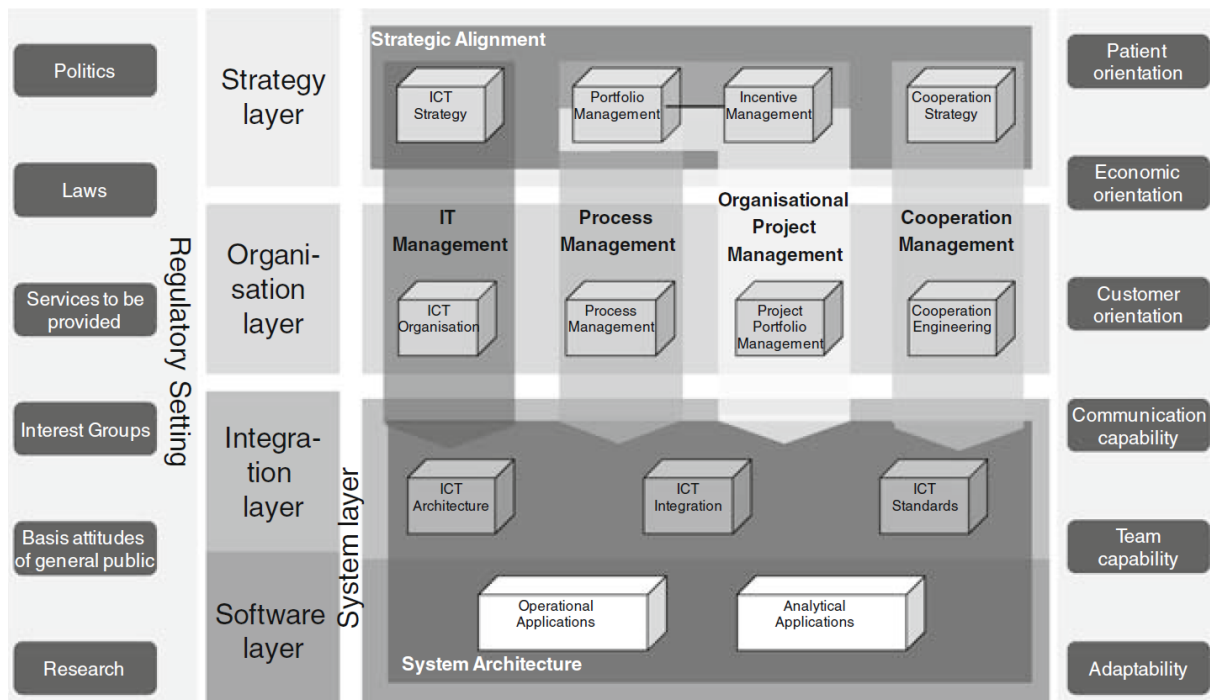 Politics
Laws
Services to be
provided
Interest Groups
Basis attitudes
of general public
Research
Regulatory Setting
Strategy
layer
Organi-
sation
layer
Integra-
tion
layer
Software
layer
System layer
Strategic Alignment
ICT
Strategy
Portfolio
Management
Incentive
Management
Cooperation
Strategy
IT
Management
Process
Management
Organisational
Project
Management
Cooperation
Management
ICT
Organisation
Process
Management
Project
Portfolio
Management
Cooperation
Engineering
ICT
Architecture
ICT
Integration
ICT
Standards
Operational
Applications
Analytical
Applications
System Architecture
Patient
orientation
Economic
orientation
Customer
orientation
Communication
capability
Team
capability
Adaptability